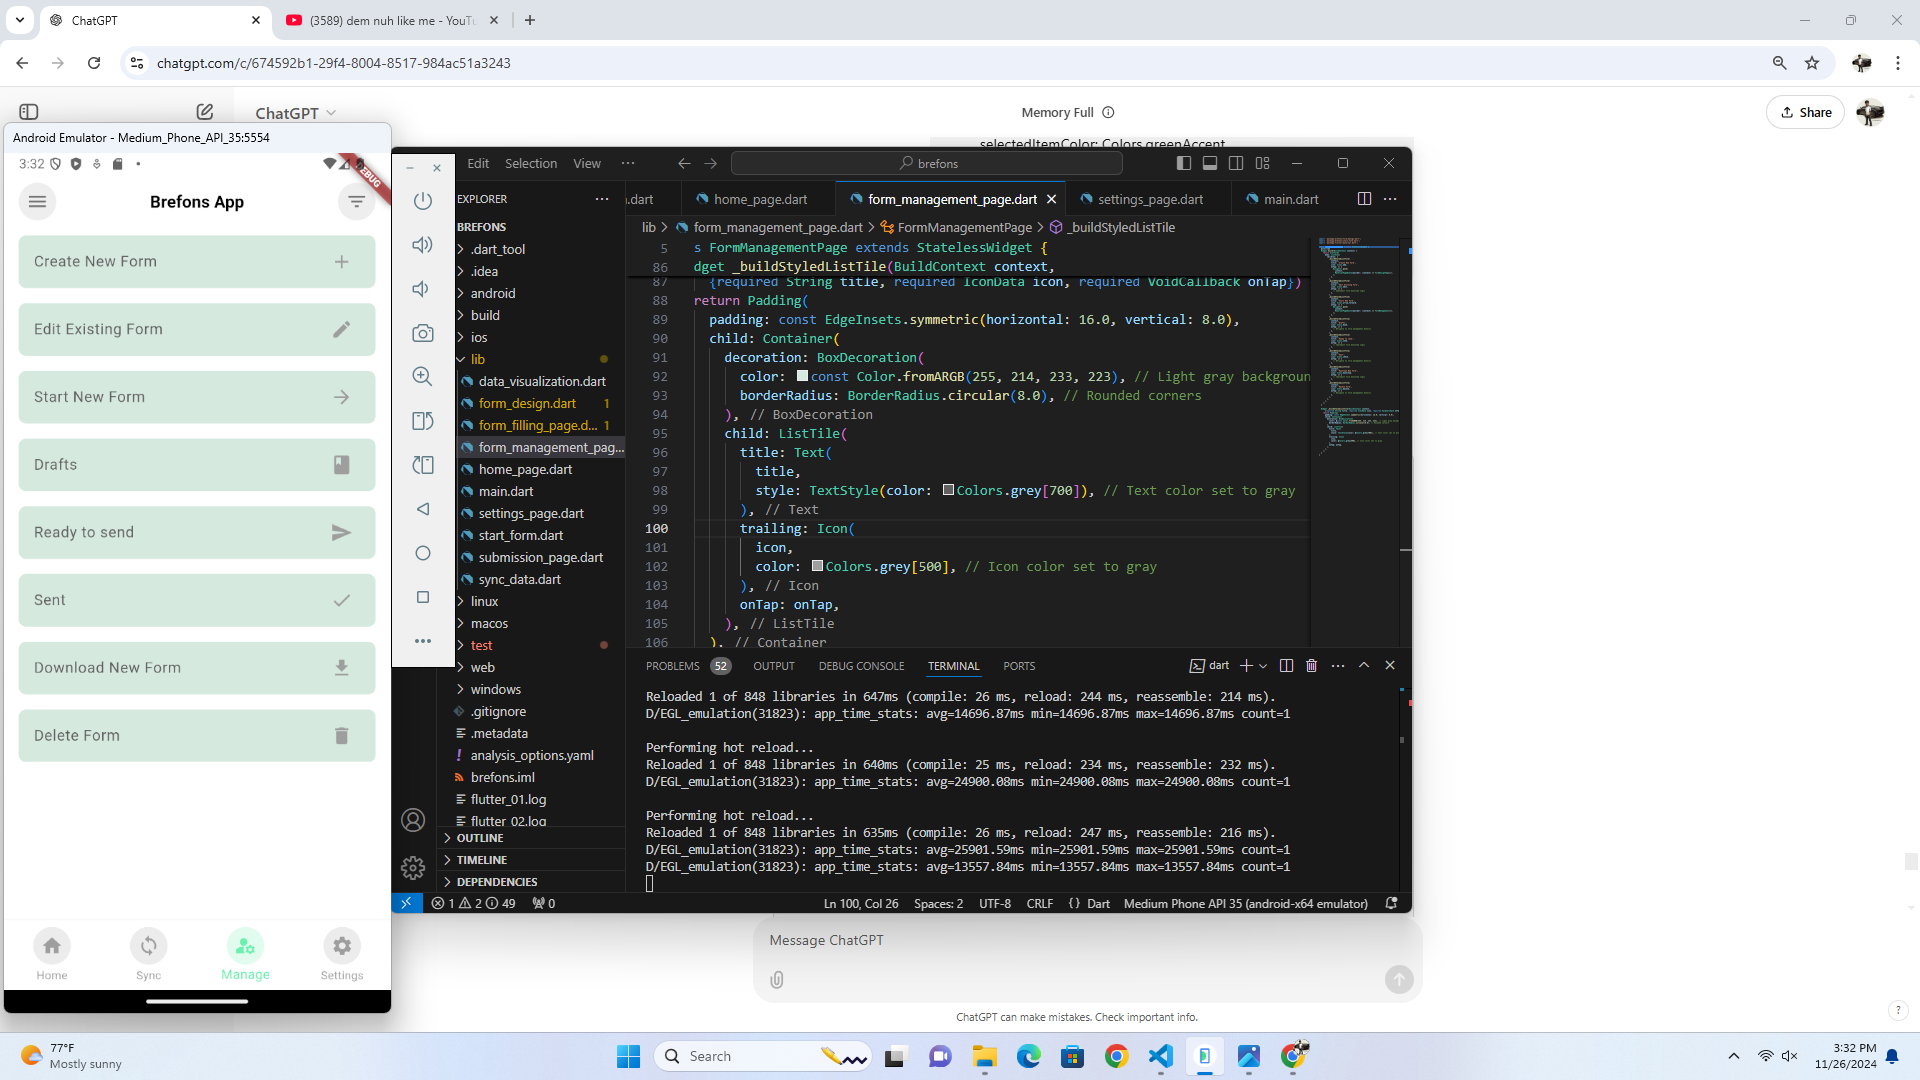 ChatGPT
(3589) dem nuh like me - YouTu
chatgpt.com/c/674592b1-29f4-8004-8517-984ac51a3243
ChatGPT
Memory Full
Share
selectedItemColor: Colors.greenAccent
Android Emulator - Medium_Phone_API_35:5554
3:32
DEBUG
Brefons App
Create New Form
Edit Existing Form
Start New Form
Drafts
Ready to send
Sent
Download New Form
Delete Form
Home
Sync
Manage
Settings
Edit
Selection
View
brefons
EXPLORER
BREFONS
.dart_tool
.idea
android
build
ios
lib
data_visualization.dart
form_design.dart 1
form_filling_page.d... 1
form_management_pag...
home_page.dart
main.dart
settings_page.dart
start_form.dart
submission_page.dart
sync_data.dart
linux
macos
test
web
windows
.gitignore
.metadata
analysis_options.yaml
brefons.iml
flutter_01.log
flutter_02.log
OUTLINE
TIMELINE
DEPENDENCIES
.dart
home_page.dart
form_management_page.dart
settings_page.dart
main.dart
lib > form_management_page.dart > FormManagementPage > _buildStyledListTile
5 s FormManagementPage extends StatelessWidget {
86 dget _buildStyledListTile(BuildContext context,
87 {required String title, required IconData icon, required VoidCallback onTap})
88 return Padding(
89 padding: const EdgeInsets.symmetric(horizontal: 16.0, vertical: 8.0),
90 child: Container(
91 decoration: BoxDecoration(
92 color: const Color.fromARGB(255, 214, 233, 223), // Light gray backgroun
93 borderRadius: BorderRadius.circular(8.0), // Rounded corners
94 ), // BoxDecoration
95 child: ListTile(
96 title: Text(
97 title,
98 style: TextStyle(color: Colors.grey[700]), // Text color set to gray
99 ), // Text
100 trailing: Icon(
101 icon,
102 color: Colors.grey[500], // Icon color set to gray
103 ), // Icon
104 onTap: onTap,
105 ), // ListTile
106 ), // Container
PROBLEMS 52
OUTPUT
DEBUG CONSOLE
TERMINAL
PORTS
dart
Reloaded 1 of 848 libraries in 647ms (compile: 26 ms, reload: 244 ms, reassemble: 214 ms).
D/EGL_emulation(31823): app_time_stats: avg=14696.87ms min=14696.87ms max=14696.87ms count=1
Performing hot reload...
Reloaded 1 of 848 libraries in 640ms (compile: 25 ms, reload: 234 ms, reassemble: 232 ms).
D/EGL_emulation(31823): app_time_stats: avg=24900.08ms min=24900.08ms max=24900.08ms count=1
Performing hot reload...
Reloaded 1 of 848 libraries in 635ms (compile: 26 ms, reload: 247 ms, reassemble: 216 ms).
D/EGL_emulation(31823): app_time_stats: avg=25901.59ms min=25901.59ms max=25901.59ms count=1
D/EGL_emulation(31823): app_time_stats: avg=13557.84ms min=13557.84ms max=13557.84ms count=1
1 2 49 0
Ln 100, Col 26
Spaces: 2
UTF-8
CRLF
{} Dart
Medium Phone API 35 (android-x64 emulator)
Message ChatGPT
ChatGPT can make mistakes. Check important info.
?
77°F
Mostly sunny
Search
3:32 PM
11/26/2024